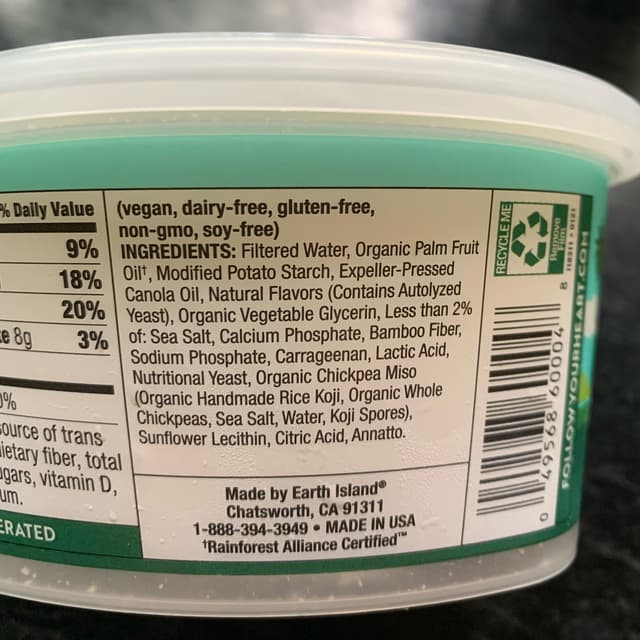 % Daily Value
9%
18%
20%
8g 3%
0%
source of trans
dietary fiber, total
vitamin D,
(vegan, dairy-free, gluten-free,
non-gmo, soy-free)
INGREDIENTS: Filtered Water, Organic Palm Fruit
Oil†, Modified Potato Starch, Expeller-Pressed
Canola Oil, Natural Flavors (Contains Autolyzed
Yeast), Organic Vegetable Glycerin, Less than 2%
of: Sea Salt, Calcium Phosphate, Bamboo Fiber,
Sodium Phosphate, Carrageenan, Lactic Acid,
Nutritional Yeast, Organic Chickpea Miso
(Organic Handmade Rice Koji, Organic Whole
Chickpeas, Sea Salt, Water, Koji Spores),
Sunflower Lecithin, Citric Acid, Annatto.
Made by Earth Island®
Chatsworth, CA 91311
1-888-394-3949 • MADE IN USA
†Rainforest Alliance Certified™
RECYCLE ME
Remove
Film
0 49568 60004 8
FOLLOWYOURHEART.COM